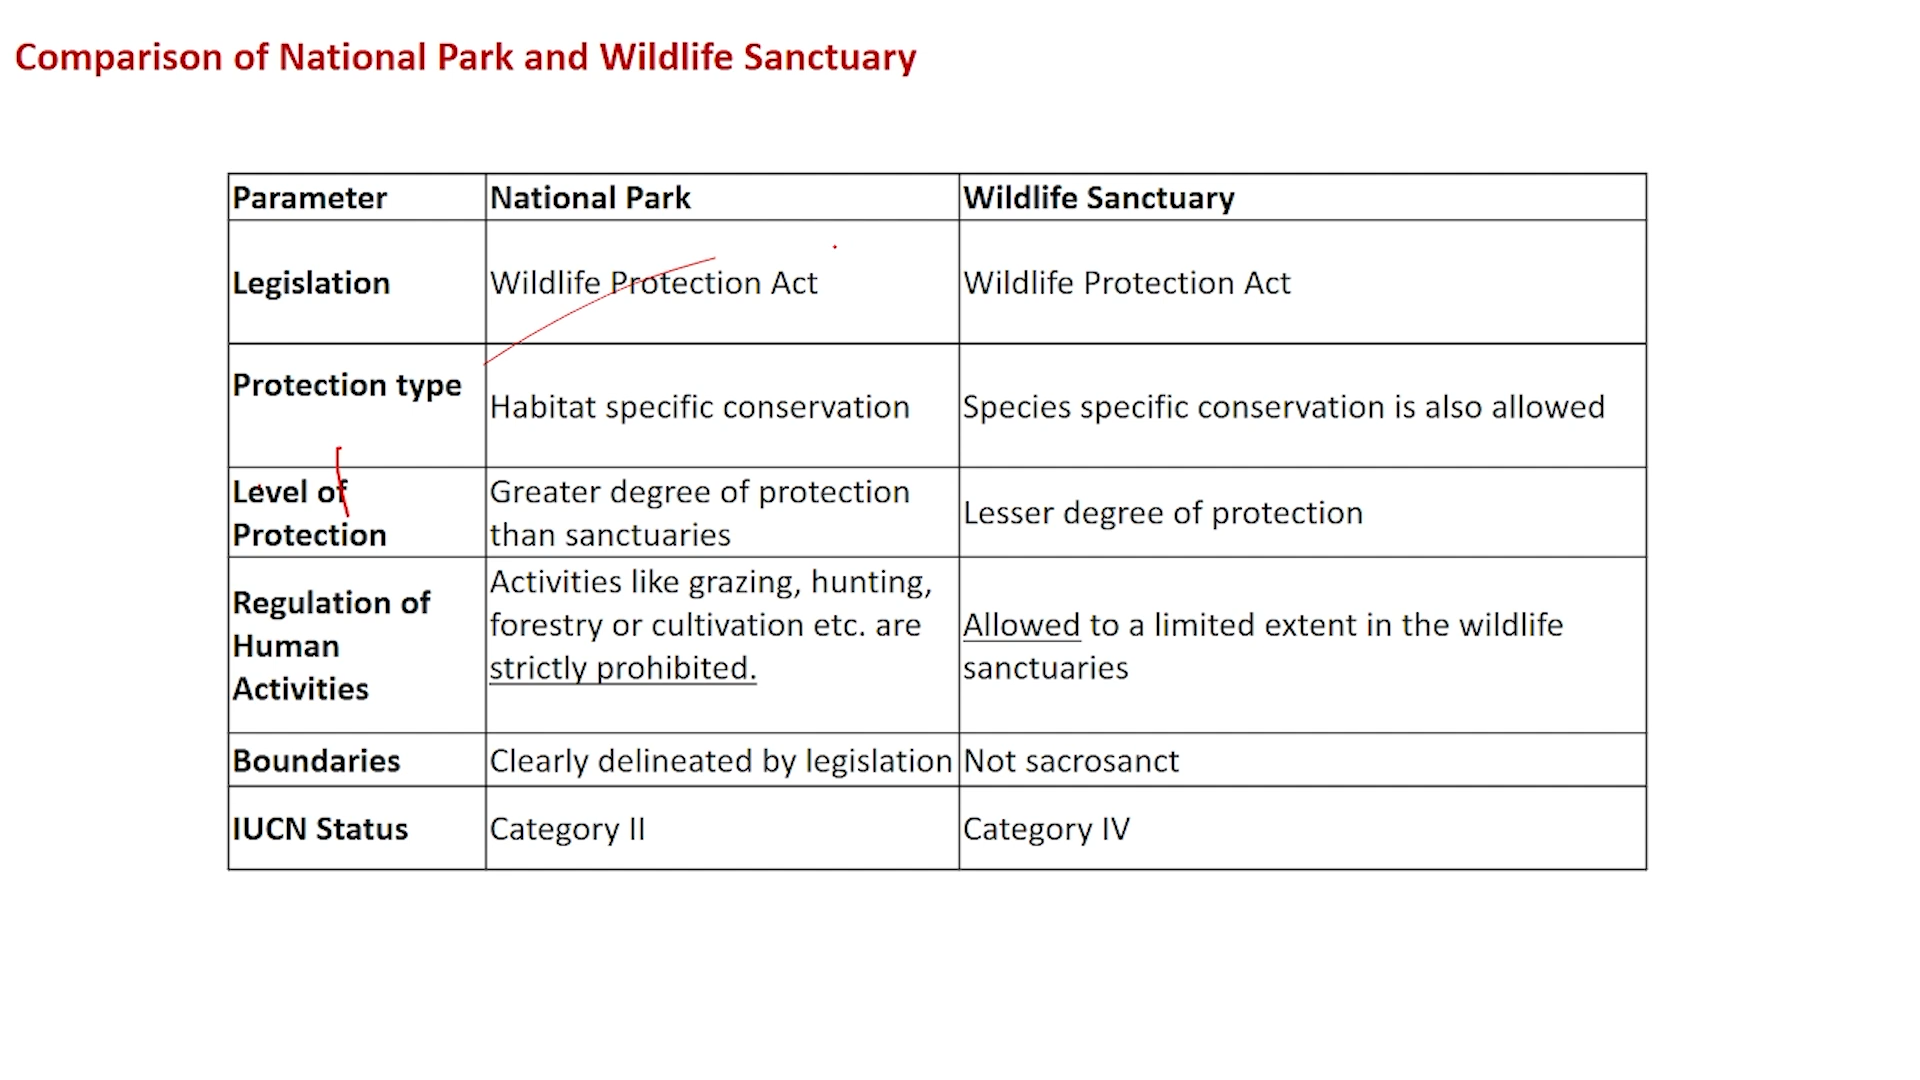 Comparison of National Park and Wildlife Sanctuary
Parameter
National Park
Wildlife Sanctuary
Legislation
Wildlife Protection Act
Wildlife Protection Act
Protection type
Habitat specific conservation
Species specific conservation is also allowed
Level of
Protection
Greater degree of protection
than sanctuaries
Lesser degree of protection
Regulation of
Human
Activities
Activities like grazing, hunting,
forestry or cultivation etc. are
strictly prohibited.
Allowed to a limited extent in the wildlife
sanctuaries
Boundaries
Clearly delineated by legislation
Not sacrosanct
IUCN Status
Category II
Category IV